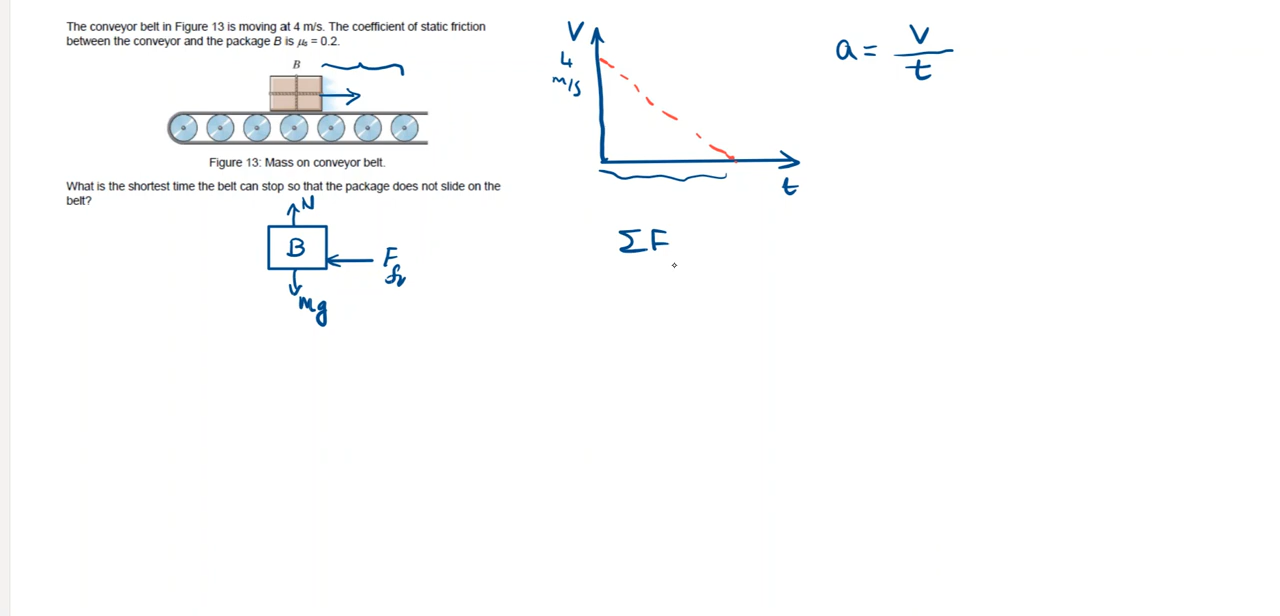 The conveyor belt in Figure 13 is moving at 4 m/s. The coefficient of static friction
between the conveyor and the package B is μs = 0.2.
B
Figure 13: Mass on conveyor belt.
What is the shortest time the belt can stop so that the package does not slide on the
belt?
N
B
F
fr
mg
V
4
m/s
t
a = V/t
ΣF